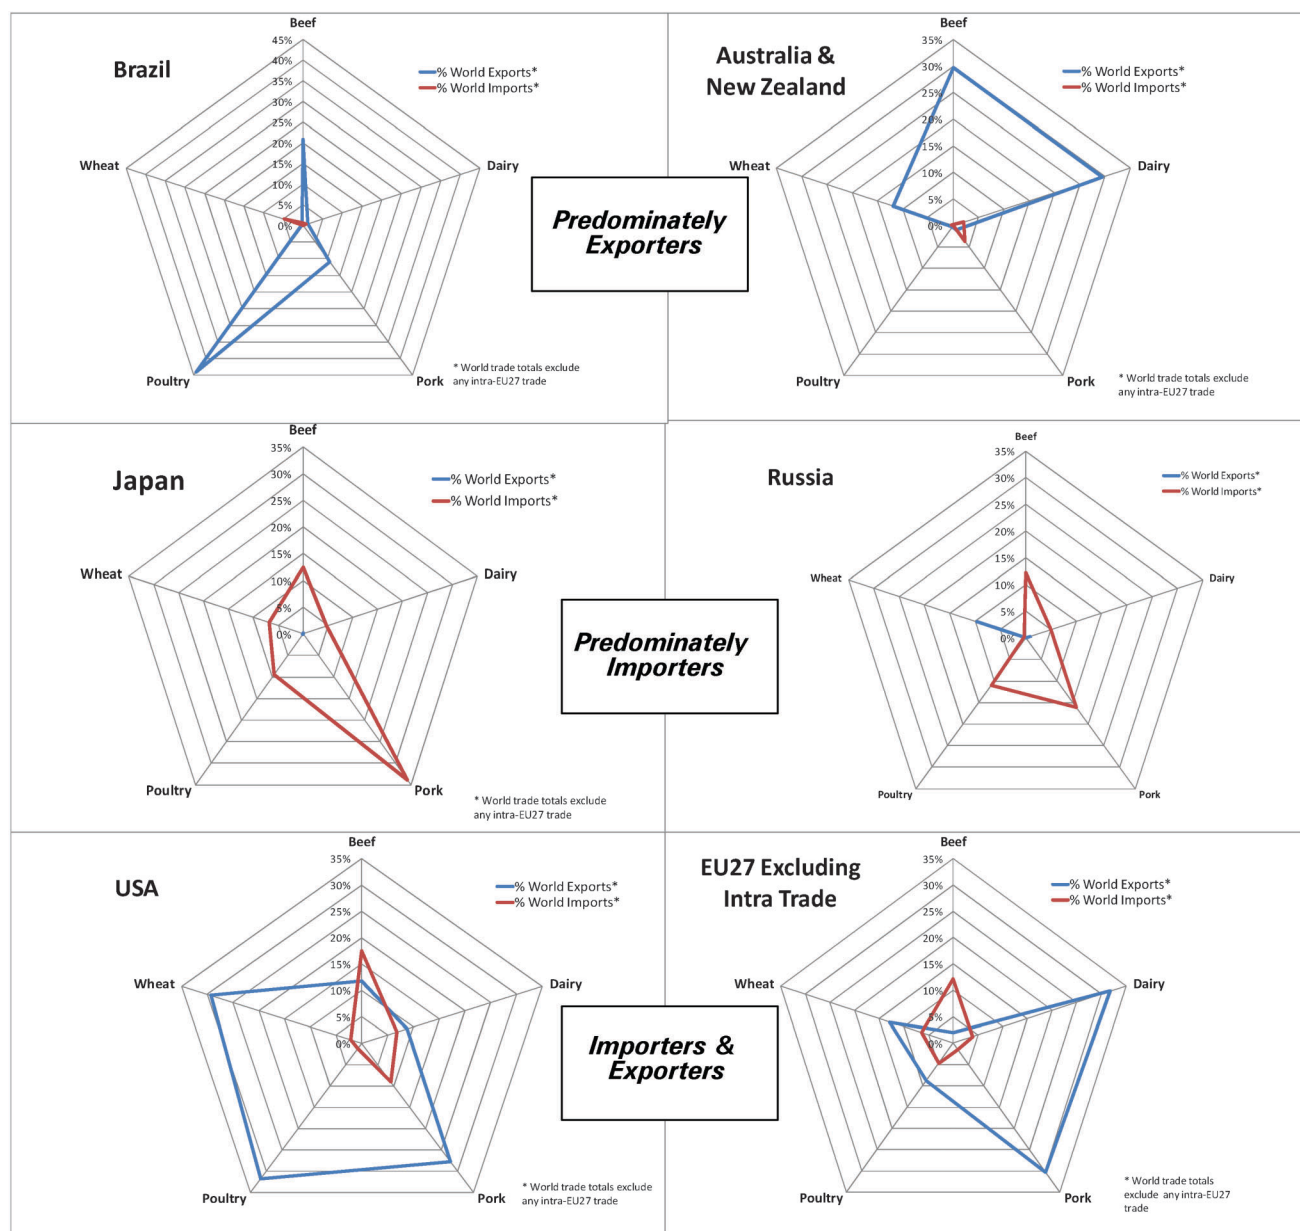 Brazil
Beef
45%
40%
35%
30%
25%
20%
15%
10%
5%
0%
% World Exports*
% World Imports*
Wheat
Dairy
Poultry
Pork
* World trade totals exclude
any intra-EU27 trade
Australia &
New Zealand
Beef
35%
30%
25%
20%
15%
10%
5%
0%
% World Exports*
% World Imports*
Wheat
Dairy
Poultry
Pork
* World trade totals exclude
any intra-EU27 trade
Predominately
Exporters
Japan
Beef
35%
30%
25%
20%
15%
10%
5%
0%
% World Exports*
% World Imports*
Wheat
Dairy
Poultry
Pork
* World trade totals exclude
any intra-EU27 trade
Russia
Beef
35%
30%
25%
20%
15%
10%
5%
0%
% World Exports*
% World Imports*
Wheat
Dairy
Poultry
Pork
Predominately
Importers
USA
Beef
35%
30%
25%
20%
15%
10%
5%
0%
% World Exports*
% World Imports*
Wheat
Dairy
Poultry
Pork
* World trade totals exclude
any intra-EU27 trade
EU27 Excluding
Intra Trade
Beef
35%
30%
25%
20%
15%
10%
5%
0%
% World Exports*
% World Imports*
Wheat
Dairy
Poultry
Pork
* World trade totals
exclude any intra-EU27
trade
Importers &
Exporters